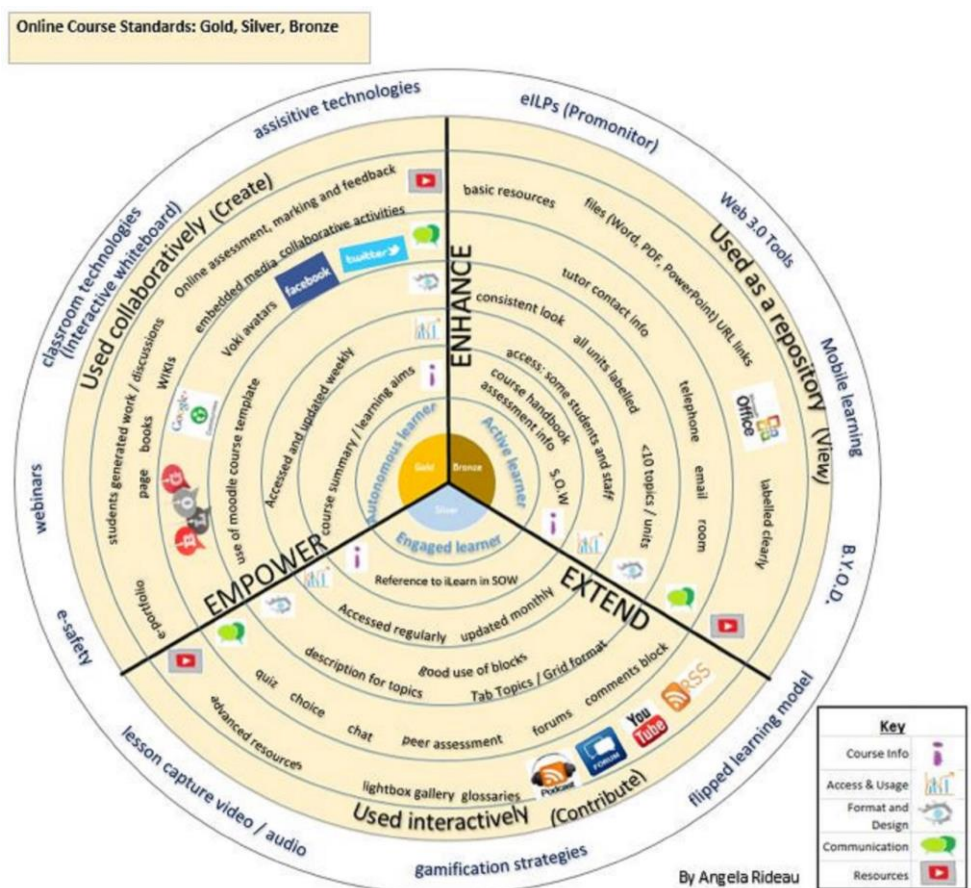 Online Course Standards: Gold, Silver, Bronze
assisitive technologies
eILPs (Promonitor)
Web 3.0 Tools
Mobile learning
B.Y.O.D.
flipped learning model
gamification strategies
lesson capture video / audio
e-safety
webinars
classroom technologies
(Interactive whiteboard)
ENHANCE
Used as a repository (View)
basic resources
files (Word, PDF, PowerPoint) URL links
labelled clearly
Microsoft
Office
tutor contact info
telephone
email
room
consistent look
all units labelled
<10 topics / units
access: some students and staff
course handbook
assessment info
S.O.W
Active learner
Bronze
EXTEND
Used interactively (Contribute)
advanced resources
lightbox gallery
glossaries
Podcast
FORUM
You
Tube
RSS
quiz
choice
chat
peer assessment
forums
comments block
description for topics
good use of blocks
Tab Topics / Grid format
Accessed regularly
updated monthly
Reference to iLearn in SOW
Engaged learner
Silver
EMPOWER
Used collaboratively (Create)
Online assessment, marking and feedback
students generated work / discussions
e-portfolio
embedded media-collaborative activities
facebook
twitter
WIKIs
page
books
Voki avatars
Google+
BLOG
use of moodle course template
Accessed and updated weekly
course summary / learning aims
Autonomous learner
Gold
Key
Course Info
Access & Usage
Format and
Design
Communication
Resources
By Angela Rideau